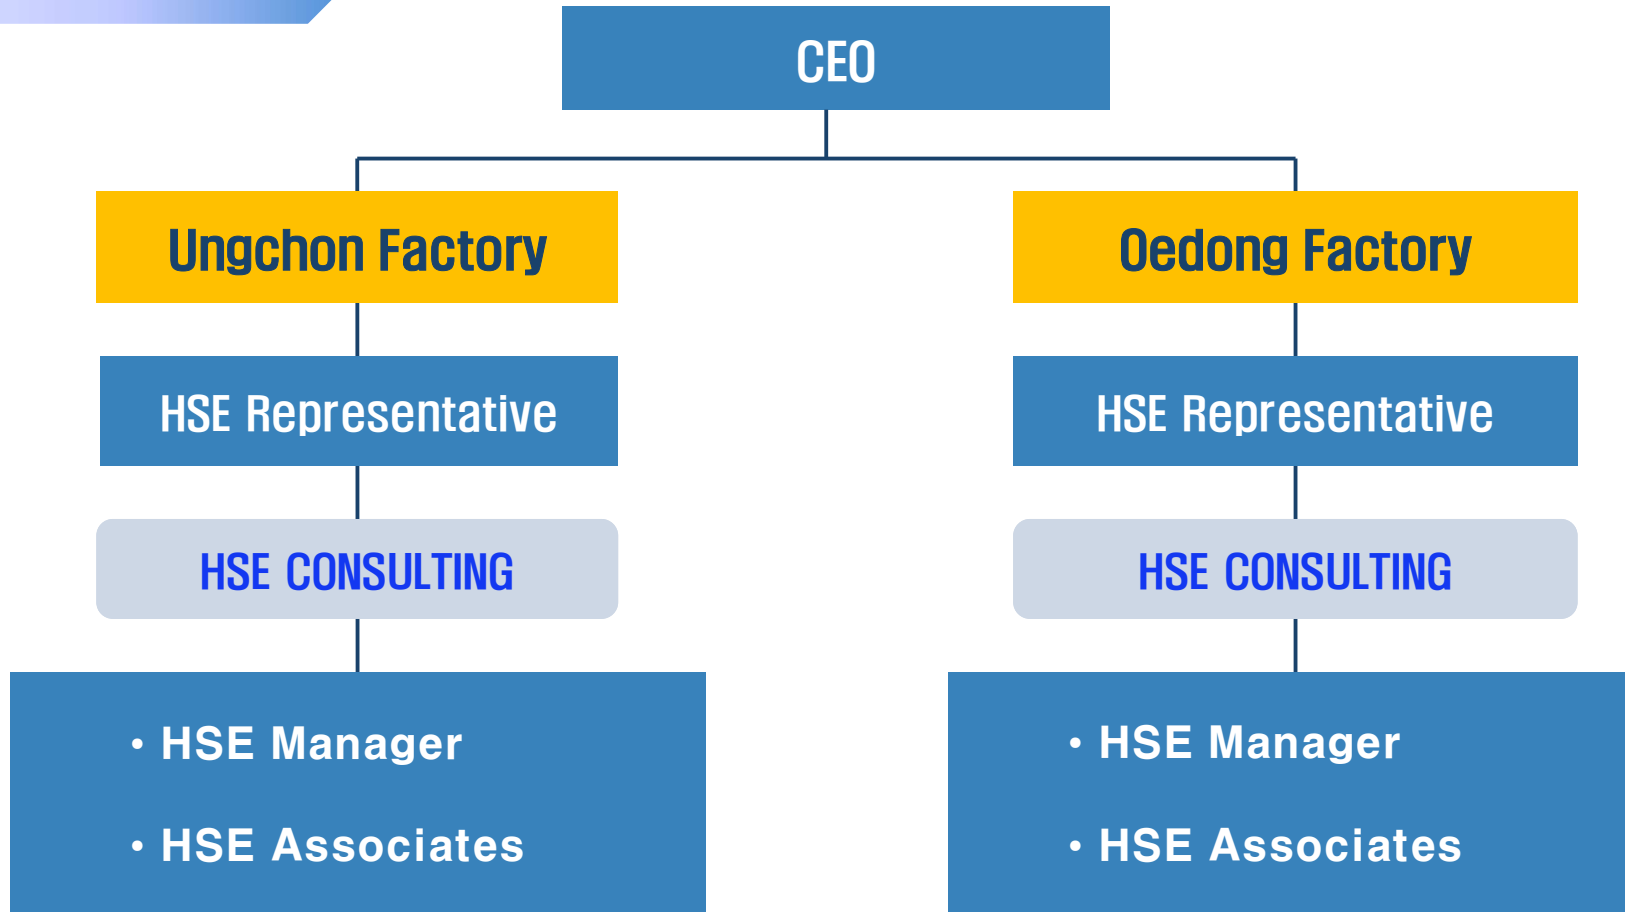 CEO
Ungchon Factory
HSE Representative
HSE CONSULTING
• HSE Manager
• HSE Associates
Oedong Factory
HSE Representative
HSE CONSULTING
• HSE Manager
• HSE Associates